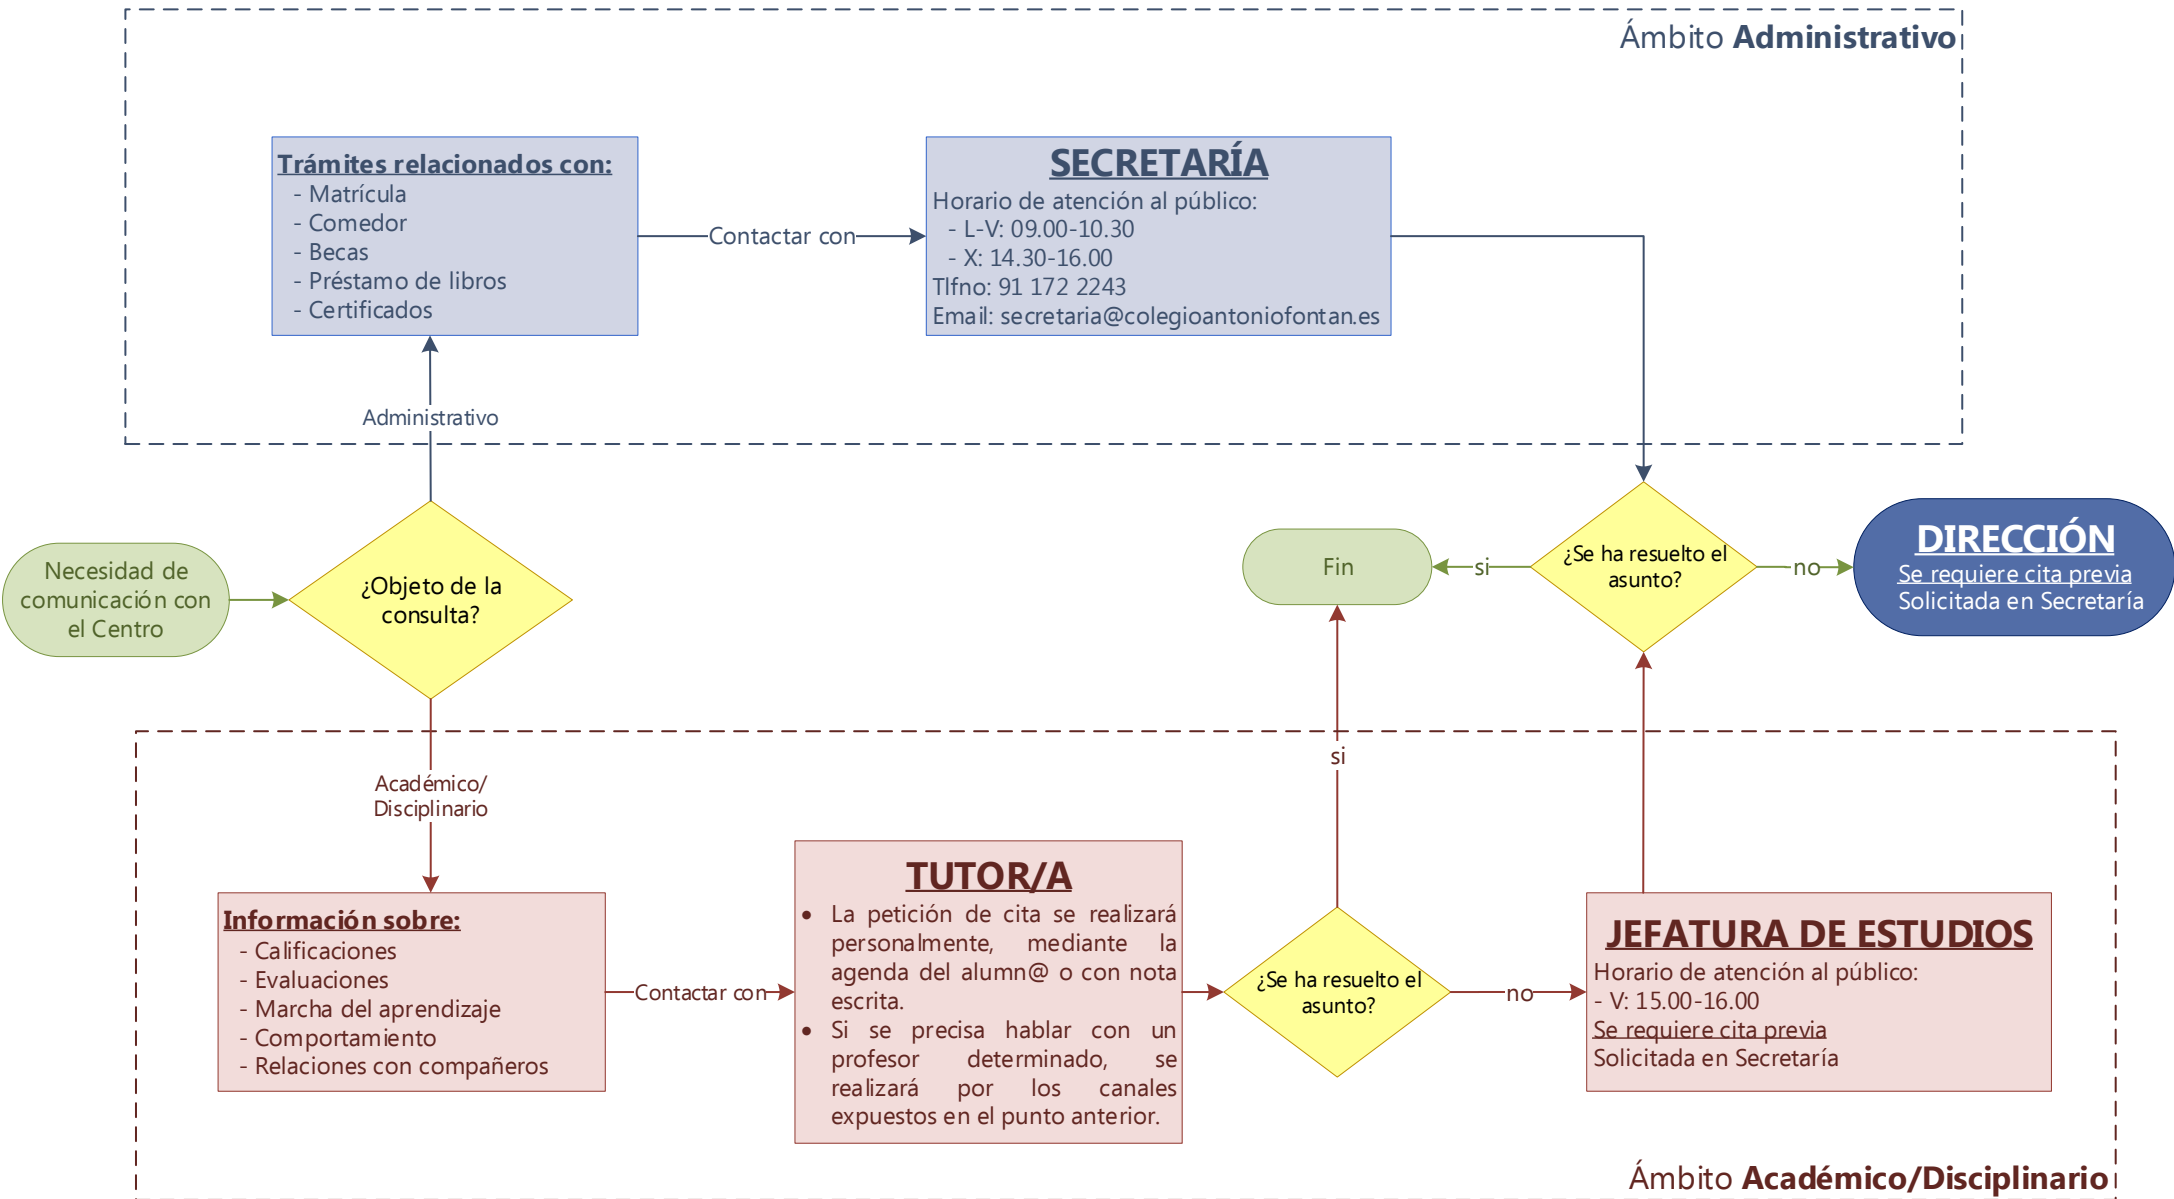 Ámbito Administrativo
Trámites relacionados con:
- Matrícula
- Comedor
- Becas
- Préstamo de libros
- Certificados
Contactar con
SECRETARÍA
Horario de atención al público:
- L-V: 09.00-10.30
- X: 14.30-16.00
Tlfno: 91 172 2243
Email: secretaria@colegioantoniofontan.es
Administrativo
Necesidad de
comunicación con
el Centro
¿Objeto de la
consulta?
Fin
si
¿Se ha resuelto el
asunto?
no
DIRECCIÓN
Se requiere cita previa
Solicitada en Secretaría
Académico/
Disciplinario
si
Información sobre:
- Calificaciones
- Evaluaciones
- Marcha del aprendizaje
- Comportamiento
- Relaciones con compañeros
Contactar con
TUTOR/A
• La petición de cita se realizará
personalmente, mediante la
agenda del alumn@ o con nota
escrita.
• Si se precisa hablar con un
profesor determinado, se
realizará por los canales
expuestos en el punto anterior.
¿Se ha resuelto el
asunto?
no
JEFATURA DE ESTUDIOS
Horario de atención al público:
- V: 15.00-16.00
Se requiere cita previa
Solicitada en Secretaría
Ámbito Académico/Disciplinario